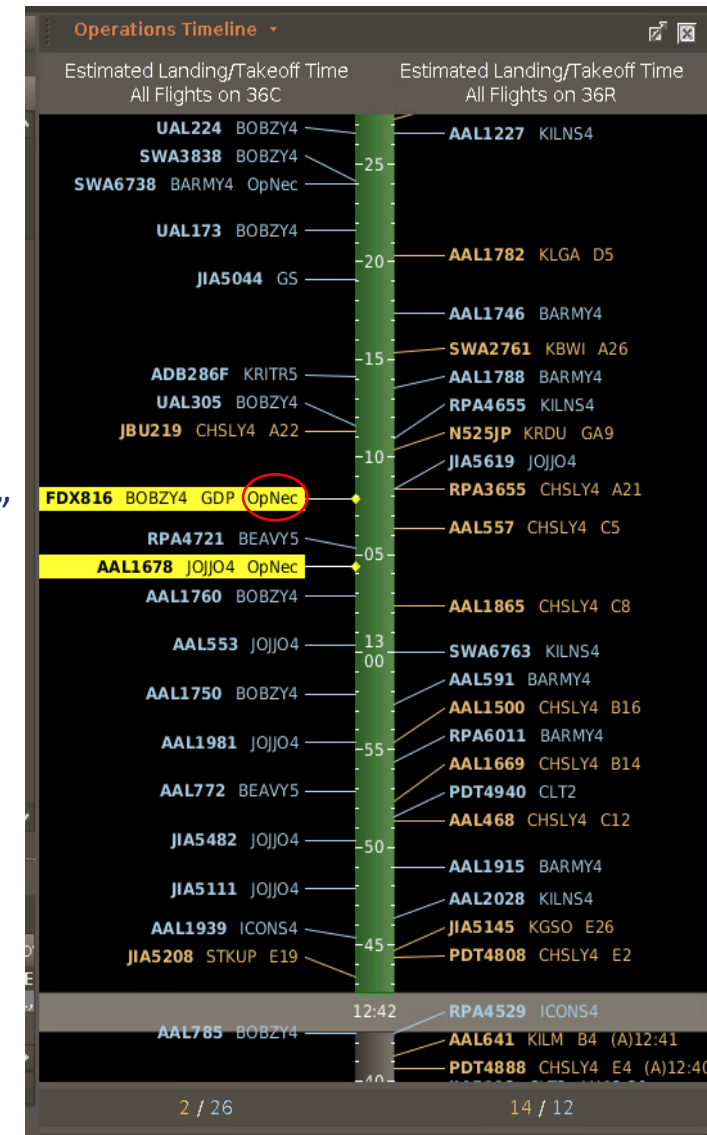 Operations Timeline
Estimated Landing/Takeoff Time
All Flights on 36C
Estimated Landing/Takeoff Time
All Flights on 36R
UAL224 BOBZY4
SWA3838 BOBZY4
SWA6738 BARMY4 OpNec
UAL173 BOBZY4
JIA5044 GS
ADB286F KRITR5
UAL305 BOBZY4
JBU219 CHSLY4 A22
”
FDX816 BOBZY4 GDP OpNec
RPA4721 BEAVY5
AAL1678 JOJJO4 OpNec
AAL1760 BOBZY4
AAL553 JOJJO4
AAL1750 BOBZY4
AAL1981 JOJJO4
AAL772 BEAVY5
JIA5482 JOJJO4
JIA5111 JOJJO4
AAL1939 ICONS4
JIA5208 STKUP E19
AAL785 BOBZY4
25
20
15
10
05
13
00
55
50
45
12:42
40
AAL1227 KILNS4
AAL1782 KLGA D5
AAL1746 BARMY4
SWA2761 KBWI A26
AAL1788 BARMY4
RPA4655 KILNS4
N525JP KRDU GA9
JIA5619 JOJJO4
RPA3655 CHSLY4 A21
AAL557 CHSLY4 C5
AAL1865 CHSLY4 C8
SWA6763 KILNS4
AAL591 BARMY4
AAL1500 CHSLY4 B16
RPA6011 BARMY4
AAL1669 CHSLY4 B14
PDT4940 CLT2
AAL468 CHSLY4 C12
AAL1915 BARMY4
AAL2028 KILNS4
JIA5145 KGSO E26
PDT4808 CHSLY4 E2
RPA4529 ICONS4
AAL641 KILM B4 (A)12:41
PDT4888 CHSLY4 E4 (A)12:40
2 / 26
14 / 12